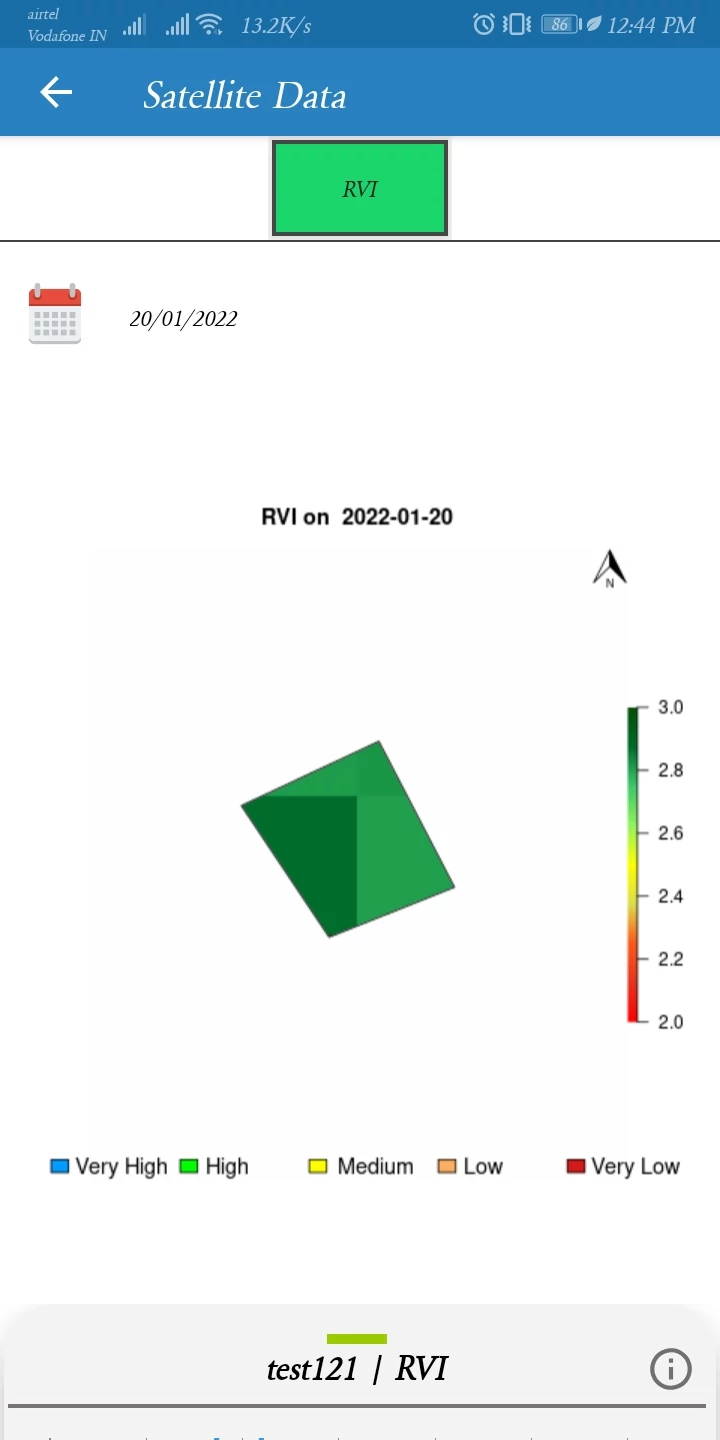 airtel
Vodafone IN 13.2K/s 86 12:44 PM
Satellite Data
RVI
20/01/2022
RVI on 2022-01-20
N
3.0
2.8
2.6
2.4
2.2
2.0
Very High High Medium Low Very Low
test121 | RVI